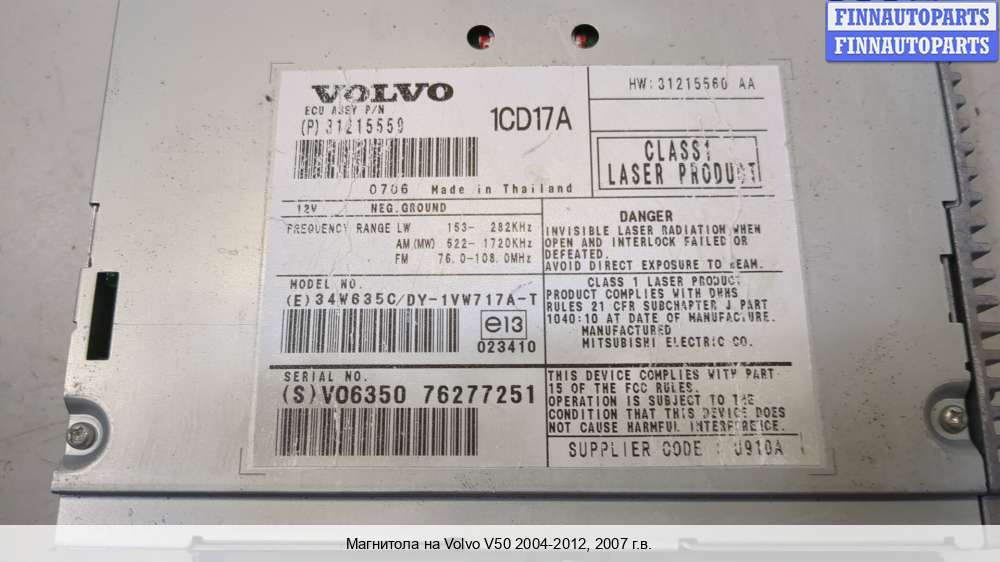 FINNAUTOPARTS
FINNAUTOPARTS
VOLVO
ECU ASSY P/N
(P) 31215559
1CD17A
0706 Made in Thailand
HW:31215560 AA
CLASS1
LASER PRODUCT
12V NEG.GROUND
FREQUENCY RANGE LW 153- 282KHz
AM(MW) 522-1720KHz
FM 76.0-108.0MHz
MODEL NO.
(E)34W635C/DY-1VW717A-T
e13
023410
SERIAL NO.
(S)V06350 76277251
DANGER
INVISIBLE LASER RADIATION WHEN
OPEN AND INTERLOCK FAILED OR
DEFEATED.
AVOID DIRECT EXPOSURE TO BEAM.
CLASS 1 LASER PRODUCT
PRODUCT COMPLIES WITH DHHS
RULES 21 CFR SUBCHAPTER J PART
1040:10 AT DATE OF MANUFACTURE.
MANUFACTURED
MITSUBISHI ELECTRIC CO.
THIS DEVICE COMPLIES WITH PART
15 OF THE FCC RULES.
OPERATION IS SUBJECT TO THE
CONDITION THAT THIS DEVICE DOES
NOT CAUSE HARMFUL INTERFERENCE.
SUPPLIER CODE : 0910A
Магнитола на Volvo V50 2004-2012, 2007 г.в.